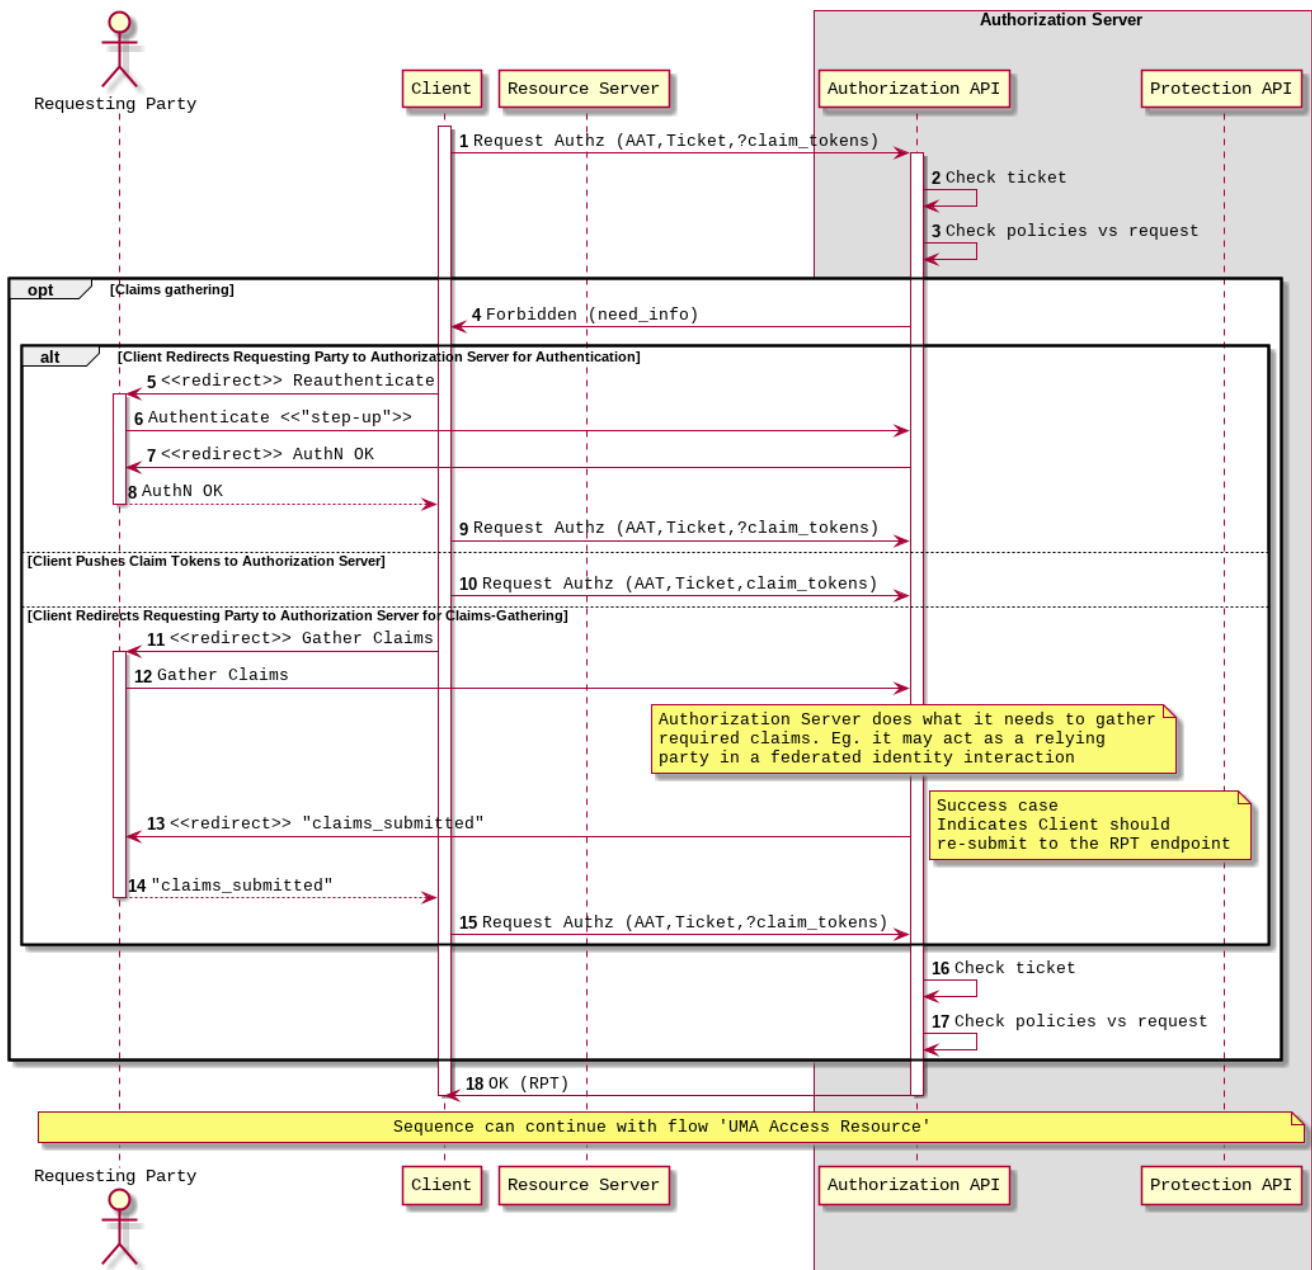 Authorization Server
Requesting Party
Client
Resource Server
Authorization API
Protection API
1 Request Authz (AAT,Ticket,?claim_tokens)
2 Check ticket
3 Check policies vs request
opt [Claims gathering]
4 Forbidden (need_info)
alt [Client Redirects Requesting Party to Authorization Server for Authentication]
5 <<redirect>> Reauthenticate
6 Authenticate <<"step-up">>
7 <<redirect>> AuthN OK
8 AuthN OK
9 Request Authz (AAT,Ticket,?claim_tokens)
[Client Pushes Claim Tokens to Authorization Server]
10 Request Authz (AAT,Ticket,claim_tokens)
[Client Redirects Requesting Party to Authorization Server for Claims-Gathering]
11 <<redirect>> Gather Claims
12 Gather Claims
Authorization Server does what it needs to gather
required claims. Eg. it may act as a relying
party in a federated identity interaction
13 <<redirect>> "claims_submitted"
Success case
Indicates Client should
re-submit to the RPT endpoint
14 "claims_submitted"
15 Request Authz (AAT,Ticket,?claim_tokens)
16 Check ticket
17 Check policies vs request
18 OK (RPT)
Sequence can continue with flow 'UMA Access Resource'
Requesting Party
Client
Resource Server
Authorization API
Protection API